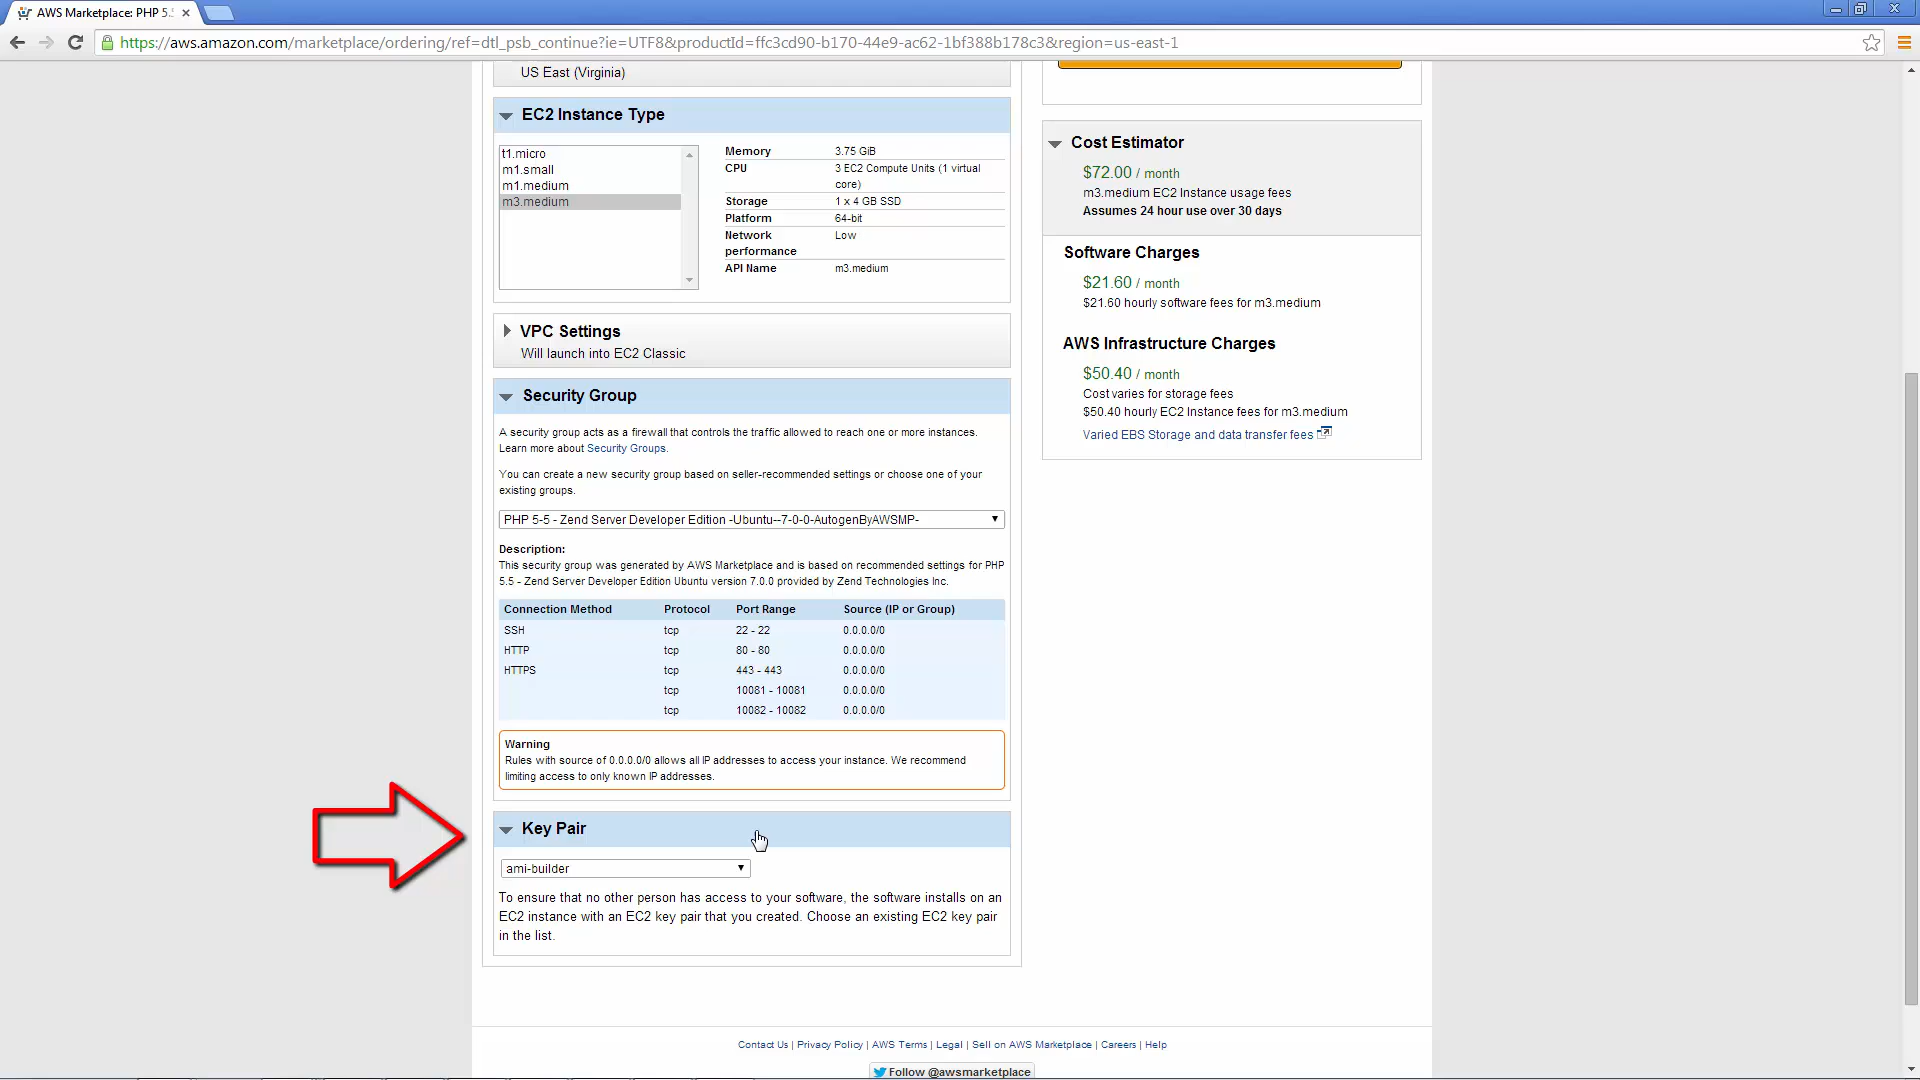 AWS Marketplace: PHP 5.
https://aws.amazon.com/marketplace/ordering/ref=dtl_psb_continue?ie=UTF8&productId=ffc3cd90-b170-44e9-ac62-1bf388b178c3&region=us-east-1
US East (Virginia)
EC2 Instance Type
t1.micro
m1.small
m1.medium
m3.medium
Memory 3.75 GiB
CPU 3 EC2 Compute Units (1 virtual
core)
Storage 1 x 4 GB SSD
Platform 64-bit
Network Low
performance
API Name m3.medium
VPC Settings
Will launch into EC2 Classic
Security Group
A security group acts as a firewall that controls the traffic allowed to reach one or more instances.
Learn more about Security Groups.
You can create a new security group based on seller-recommended settings or choose one of your
existing groups.
PHP 5-5 - Zend Server Developer Edition -Ubuntu--7-0-0-AutogenByAWSMP-
Description:
This security group was generated by AWS Marketplace and is based on recommended settings for PHP
5.5 - Zend Server Developer Edition Ubuntu version 7.0.0 provided by Zend Technologies Inc.
Connection Method Protocol Port Range Source (IP or Group)
SSH tcp 22 - 22 0.0.0.0/0
HTTP tcp 80 - 80 0.0.0.0/0
HTTPS tcp 443 - 443 0.0.0.0/0
tcp 10081 - 10081 0.0.0.0/0
tcp 10082 - 10082 0.0.0.0/0
Warning
Rules with source of 0.0.0.0/0 allows all IP addresses to access your instance. We recommend
limiting access to only known IP addresses.
Key Pair
ami-builder
To ensure that no other person has access to your software, the software installs on an
EC2 instance with an EC2 key pair that you created. Choose an existing EC2 key pair
in the list.
Cost Estimator
$72.00 / month
m3.medium EC2 Instance usage fees
Assumes 24 hour use over 30 days
Software Charges
$21.60 / month
$21.60 hourly software fees for m3.medium
AWS Infrastructure Charges
$50.40 / month
Cost varies for storage fees
$50.40 hourly EC2 Instance fees for m3.medium
Varied EBS Storage and data transfer fees
Contact Us | Privacy Policy | AWS Terms | Legal | Sell on AWS Marketplace | Careers | Help
Follow @awsmarketplace